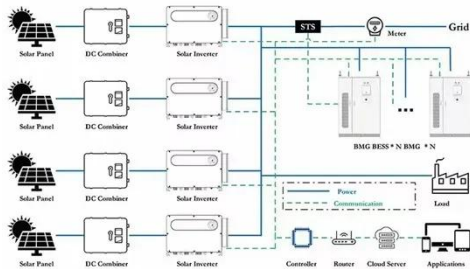 STS
Meter
Grid
Solar Panel DC Combiner Solar Inverter
Solar Panel DC Combiner Solar Inverter
BMG BESS * N BMG * N
Solar Panel DC Combiner Solar Inverter
Power
Communication
Load
Solar Panel DC Combiner Solar Inverter
Controller Router Cloud Server Applications